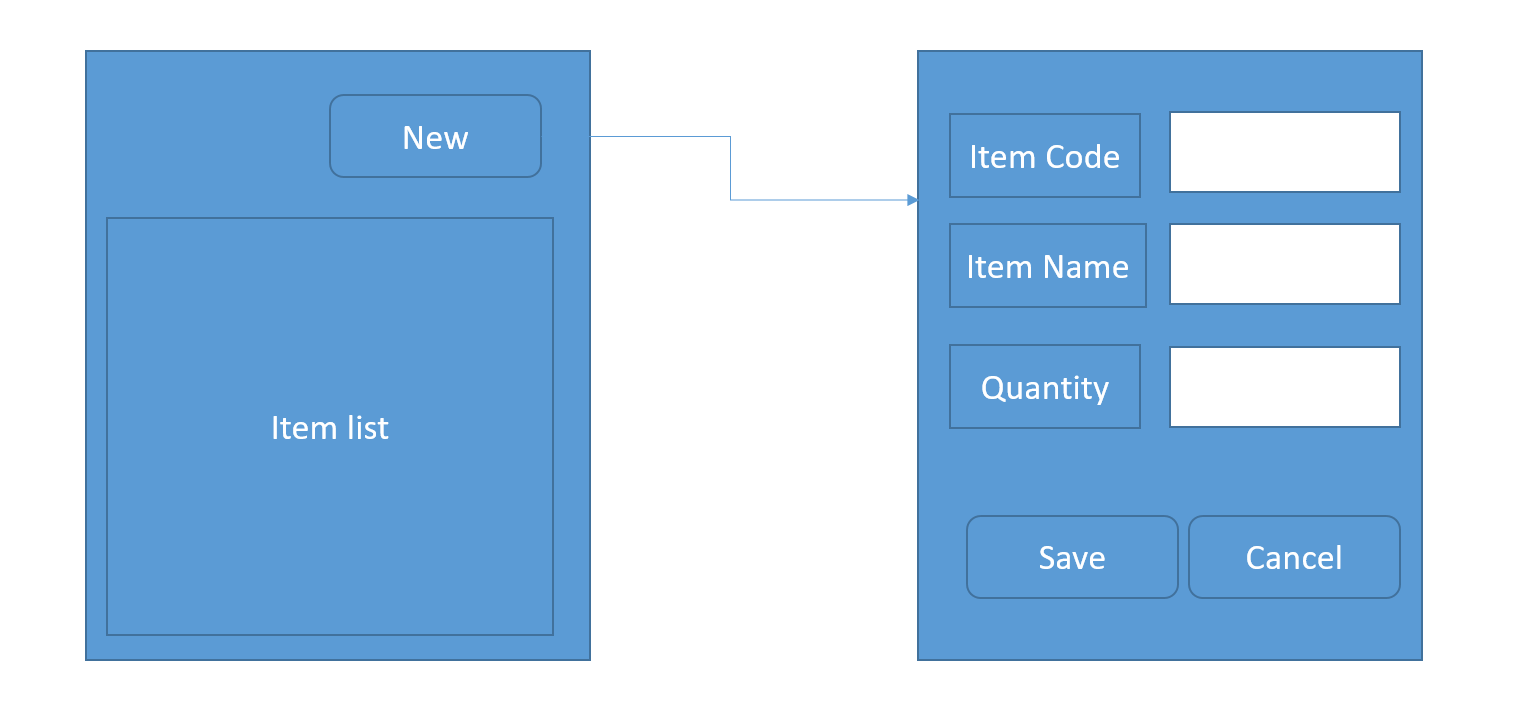 New
Item list
Item Code
Item Name
Quantity
Save
Cancel